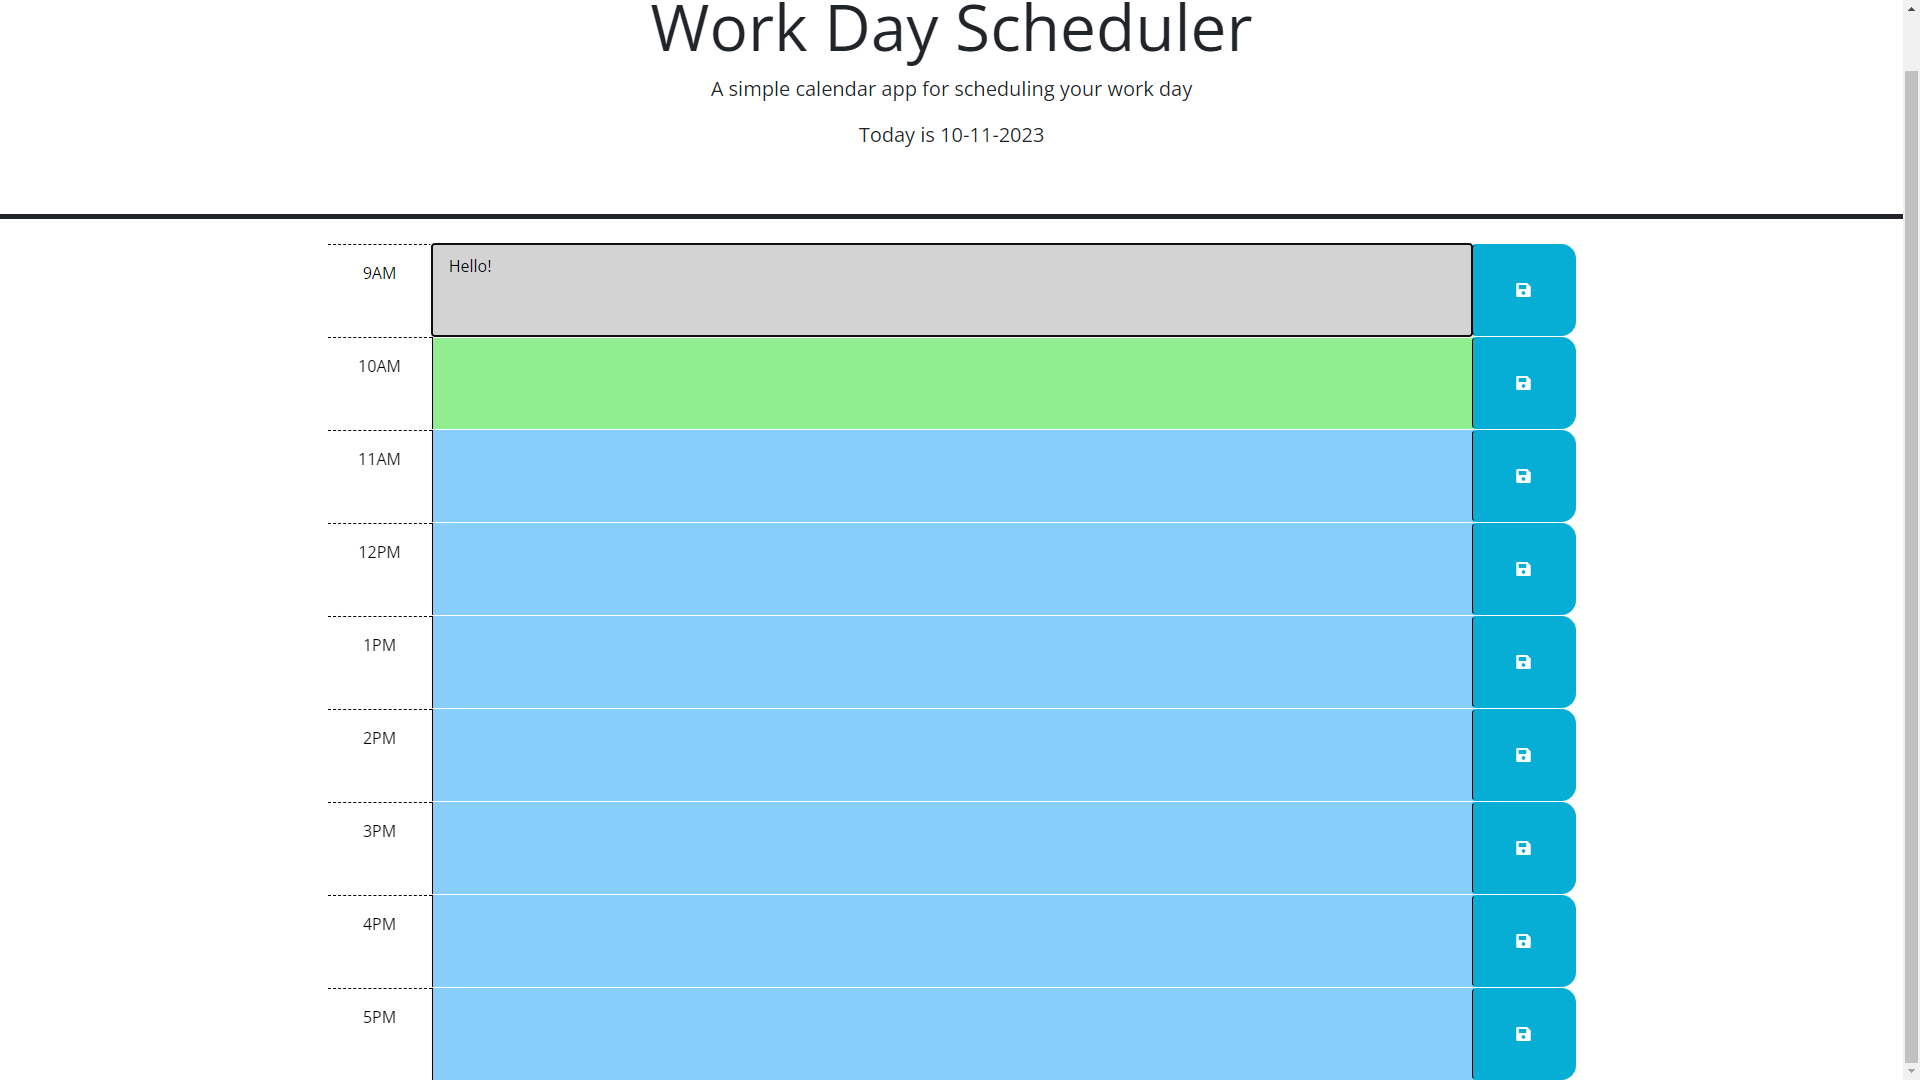 Work Day Scheduler
A simple calendar app for scheduling your work day
Today is 10-11-2023
9AM
Hello!
10AM
11AM
12PM
1PM
2PM
3PM
4PM
5PM